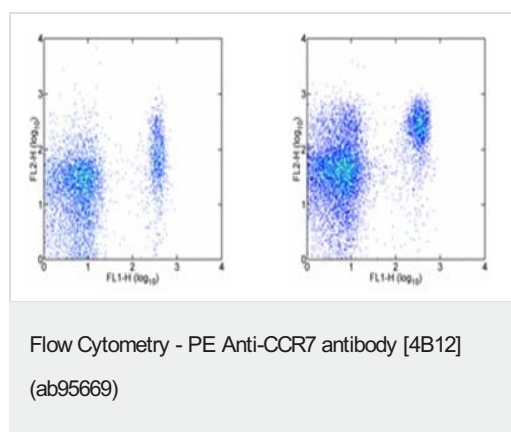 4
4
3
3
2
2
1
1
0
0
0 1 2 3 4
0 1 2 3 4
FL2-H (log10)
FL2-H (log10)
FL1-H (log10)
FL1-H (log10)
Flow Cytometry - PE Anti-CCR7 antibody [4B12]
(ab95669)